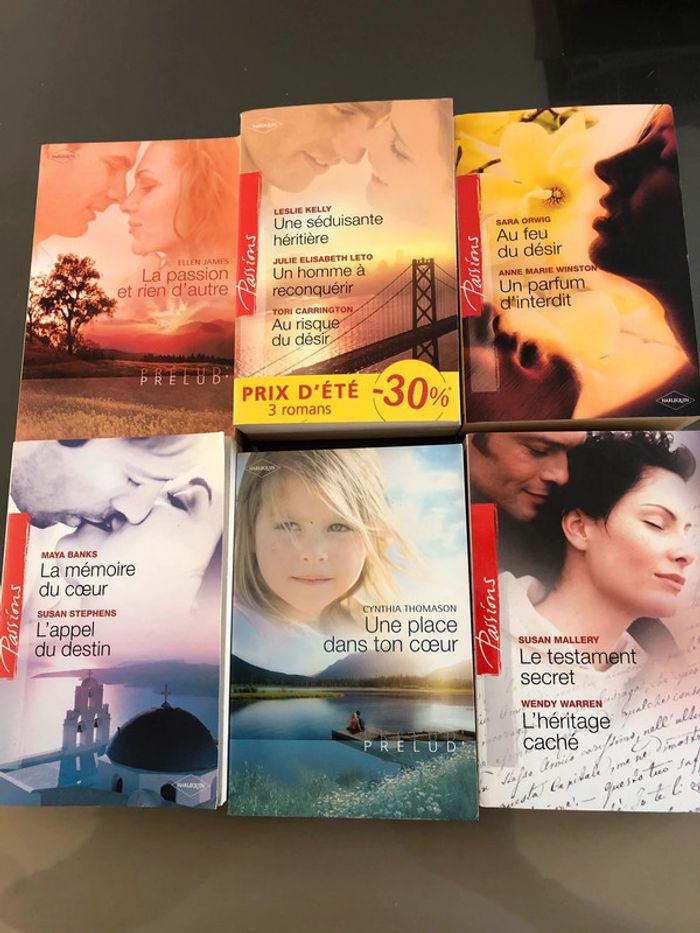 HARLEQUIN
ELLEN JAMES
La passion
et rien d'autre
PRÉLUD'
PRELUD'
HARLEQUIN
Passions
LESLIE KELLY
Une séduisante
héritière
JULIE ELISABETH LETO
Un homme à
reconquérir
TORI CARRINGTON
Au risque
du désir
PRIX D'ÉTÉ
3 romans
-30%*
Passions
SARA ORWIG
Au feu
du désir
ANNE MARIE WINSTON
Un parfum
d'interdit
HARLEQUIN
Passions
MAYA BANKS
La mémoire
du cœur
SUSAN STEPHENS
L'appel
du destin
HARLEQUIN
HARLEQUIN
CYNTHIA THOMASON
Une place
dans ton cœur
PRELUD'
PRELUD'
Passions
SUSAN MALLERY
Le testament
secret
WENDY WARREN
L'héritage
caché